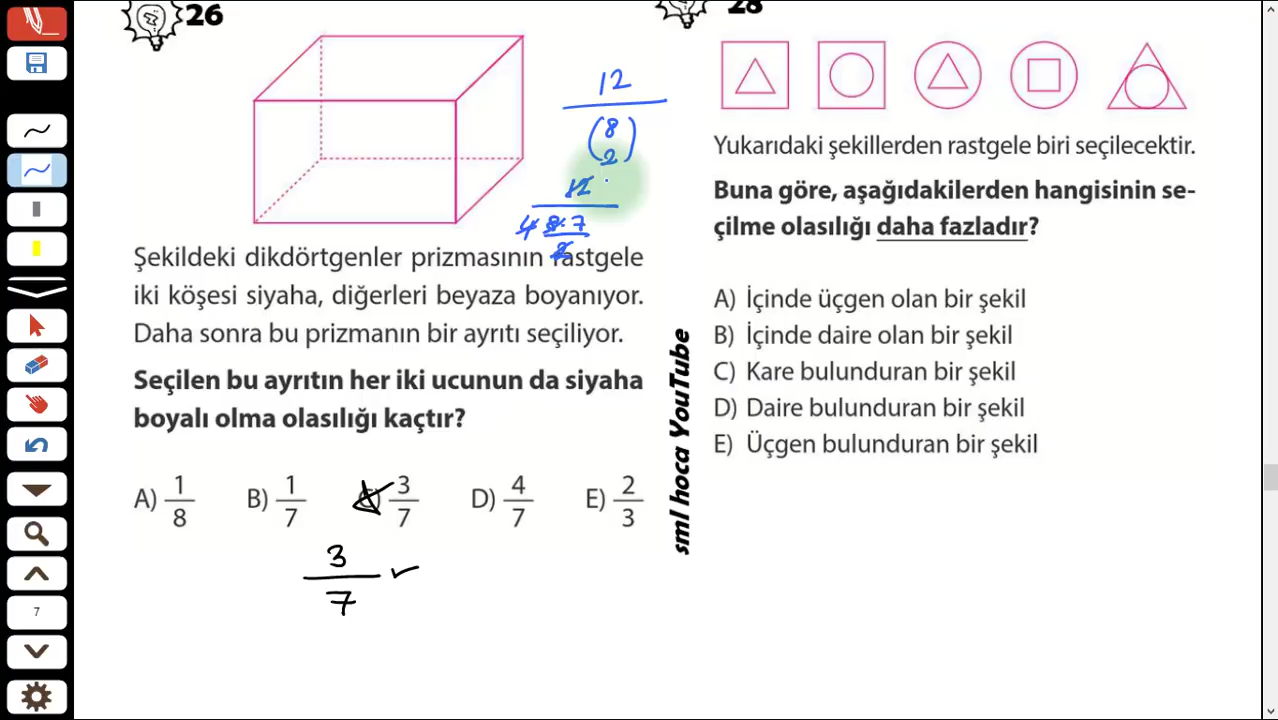 26
Şekildeki dikdörtgenler prizmasının rastgele
iki köşesi siyaha, diğerleri beyaza boyanıyor.
Daha sonra bu prizmanın bir ayrıtı seçiliyor.
Seçilen bu ayrıtın her iki ucunun da siyaha
boyalı olma olasılığı kaçtır?
A) 1/8 B) 1/7 C) 3/7 D) 4/7 E) 2/3
12
(8
2)
12
4 8.7
2
3
7
sml hoca YouTube
28
Yukarıdaki şekillerden rastgele biri seçilecektir.
Buna göre, aşağıdakilerden hangisinin se-
çilme olasılığı daha fazladır?
A) İçinde üçgen olan bir şekil
B) İçinde daire olan bir şekil
C) Kare bulunduran bir şekil
D) Daire bulunduran bir şekil
E) Üçgen bulunduran bir şekil
7